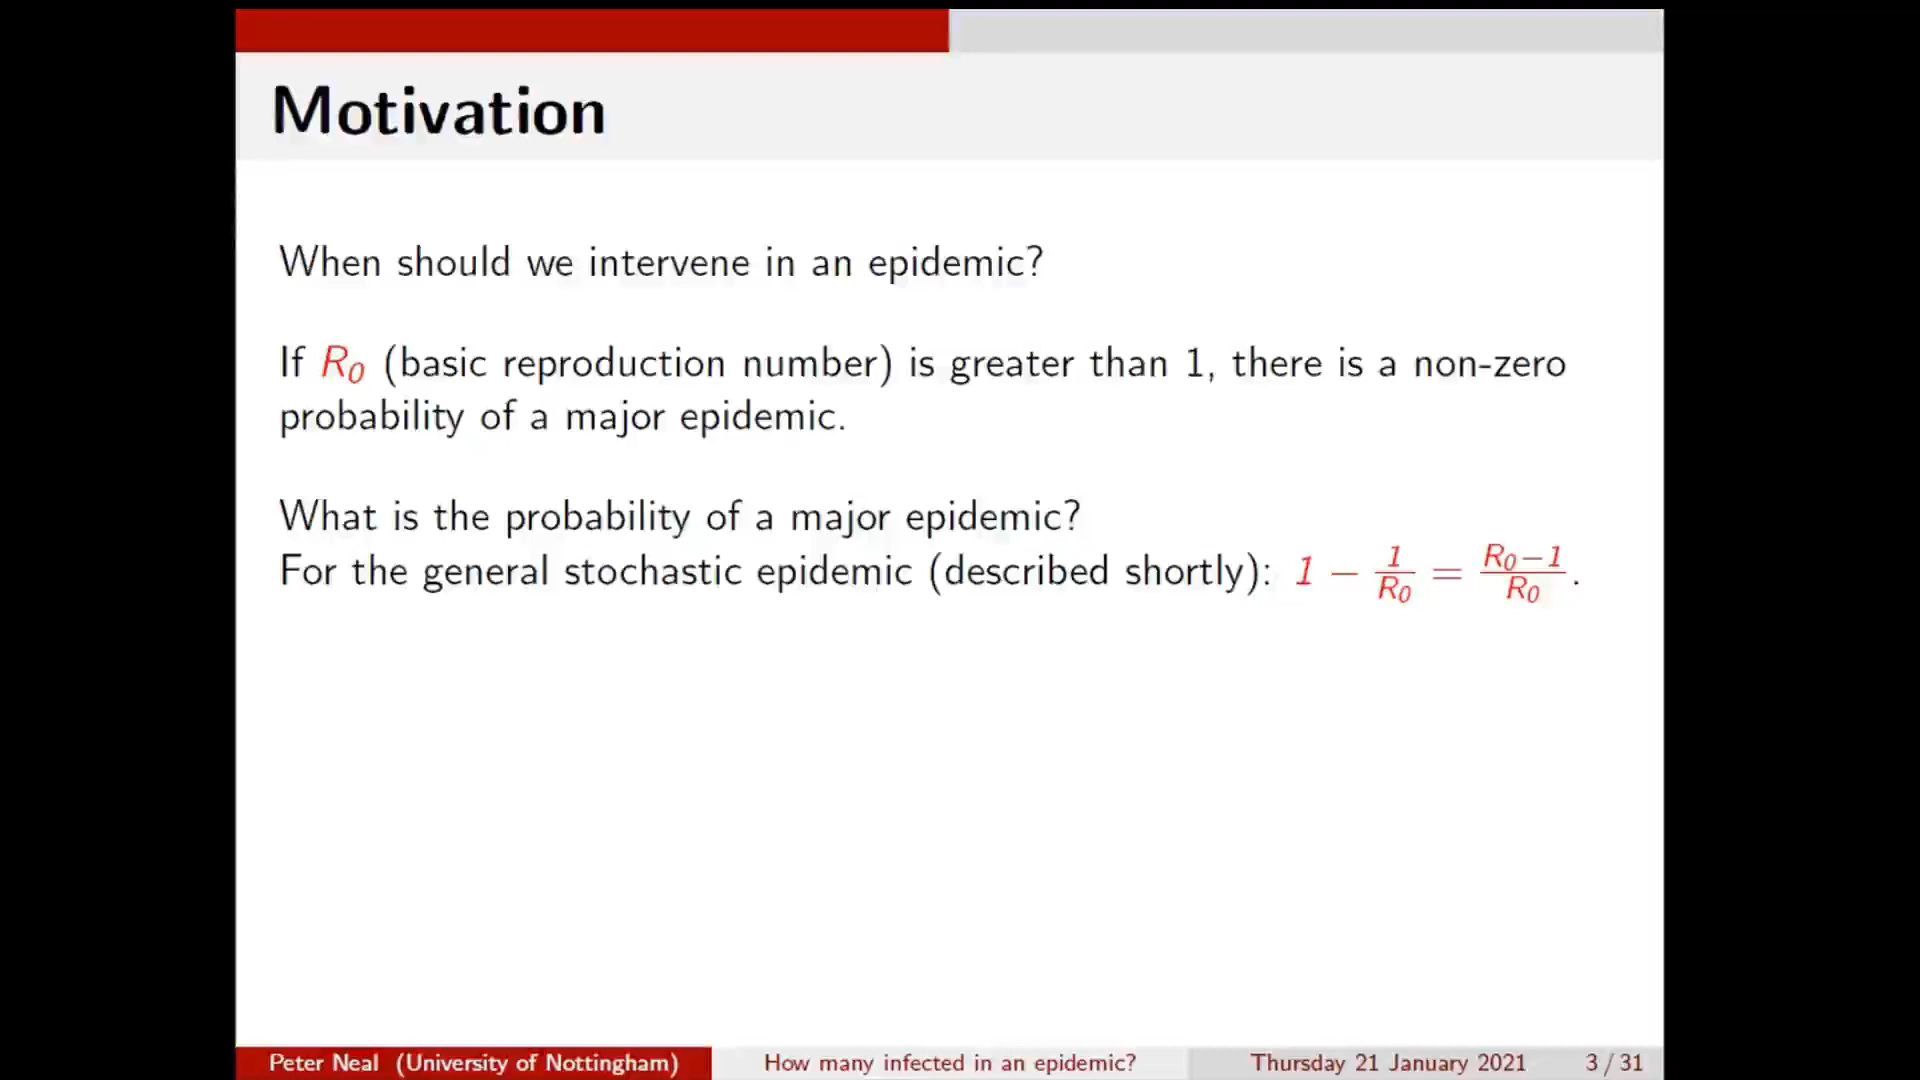 Motivation
When should we intervene in an epidemic?
If R₀ (basic reproduction number) is greater than 1, there is a non-zero
probability of a major epidemic.
What is the probability of a major epidemic?
For the general stochastic epidemic (described shortly): 1 − 1/R₀ = (R₀−1)/R₀.
Peter Neal (University of Nottingham) How many infected in an epidemic? Thursday 21 January 2021 3 / 31